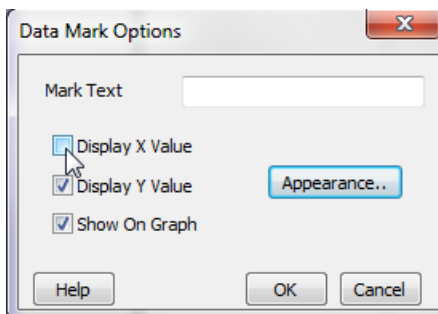 Data Mark Options
Mark Text
Display X Value
Display Y Value
Appearance..
Show On Graph
Help
OK
Cancel